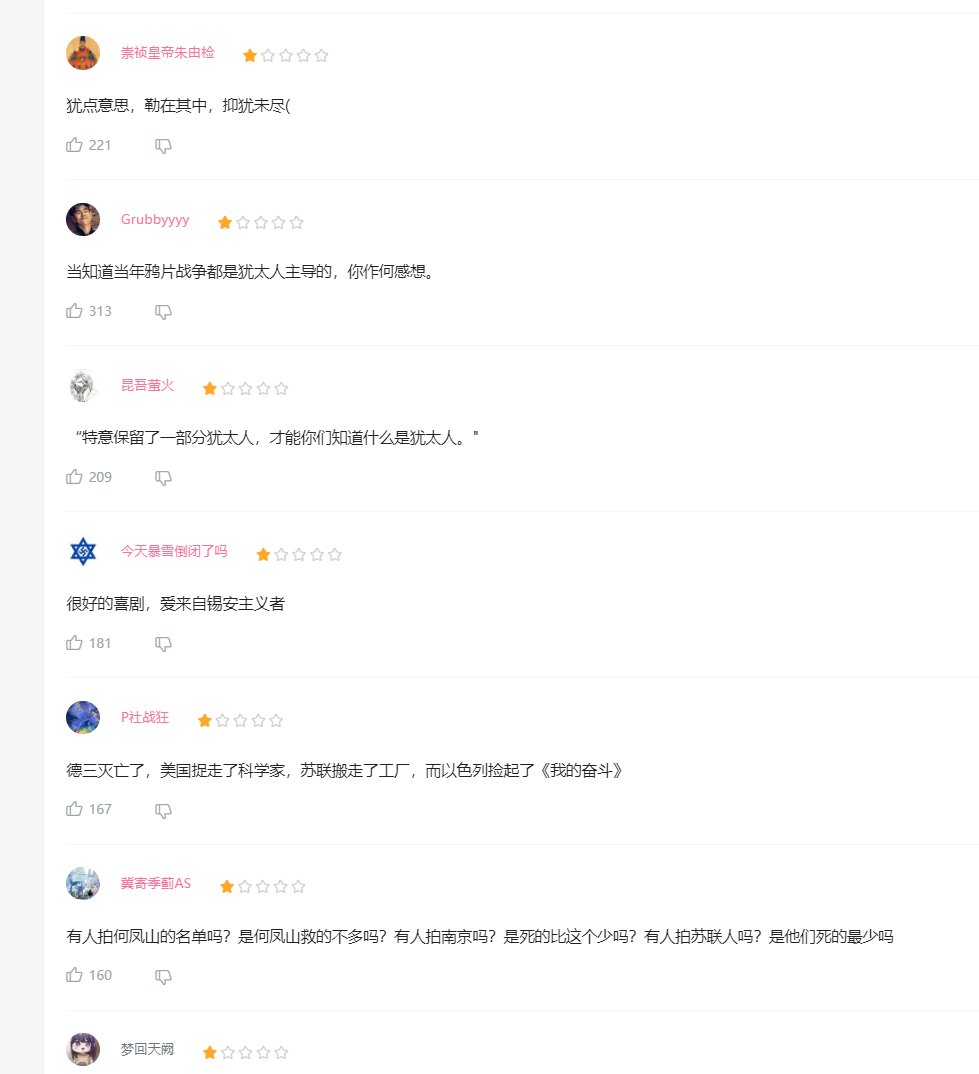 崇祯皇帝朱由检
犹点意思，勒在其中，抑犹未尽(
221
Grubbyyyy
当知道当年鸦片战争都是犹太人主导的，你作何感想。
313
昆吾萤火
“特意保留了一部分犹太人，才能你们知道什么是犹太人。"
209
今天暴雪倒闭了吗
很好的喜剧，爱来自锡安主义者
181
P社战狂
德三灭亡了，美国捉走了科学家，苏联搬走了工厂，而以色列捡起了《我的奋斗》
167
冀寄季蓟AS
有人拍何凤山的名单吗？是何凤山救的不多吗？有人拍南京吗？是死的比这个少吗？有人拍苏联人吗？是他们死的最少吗
160
梦回天阙